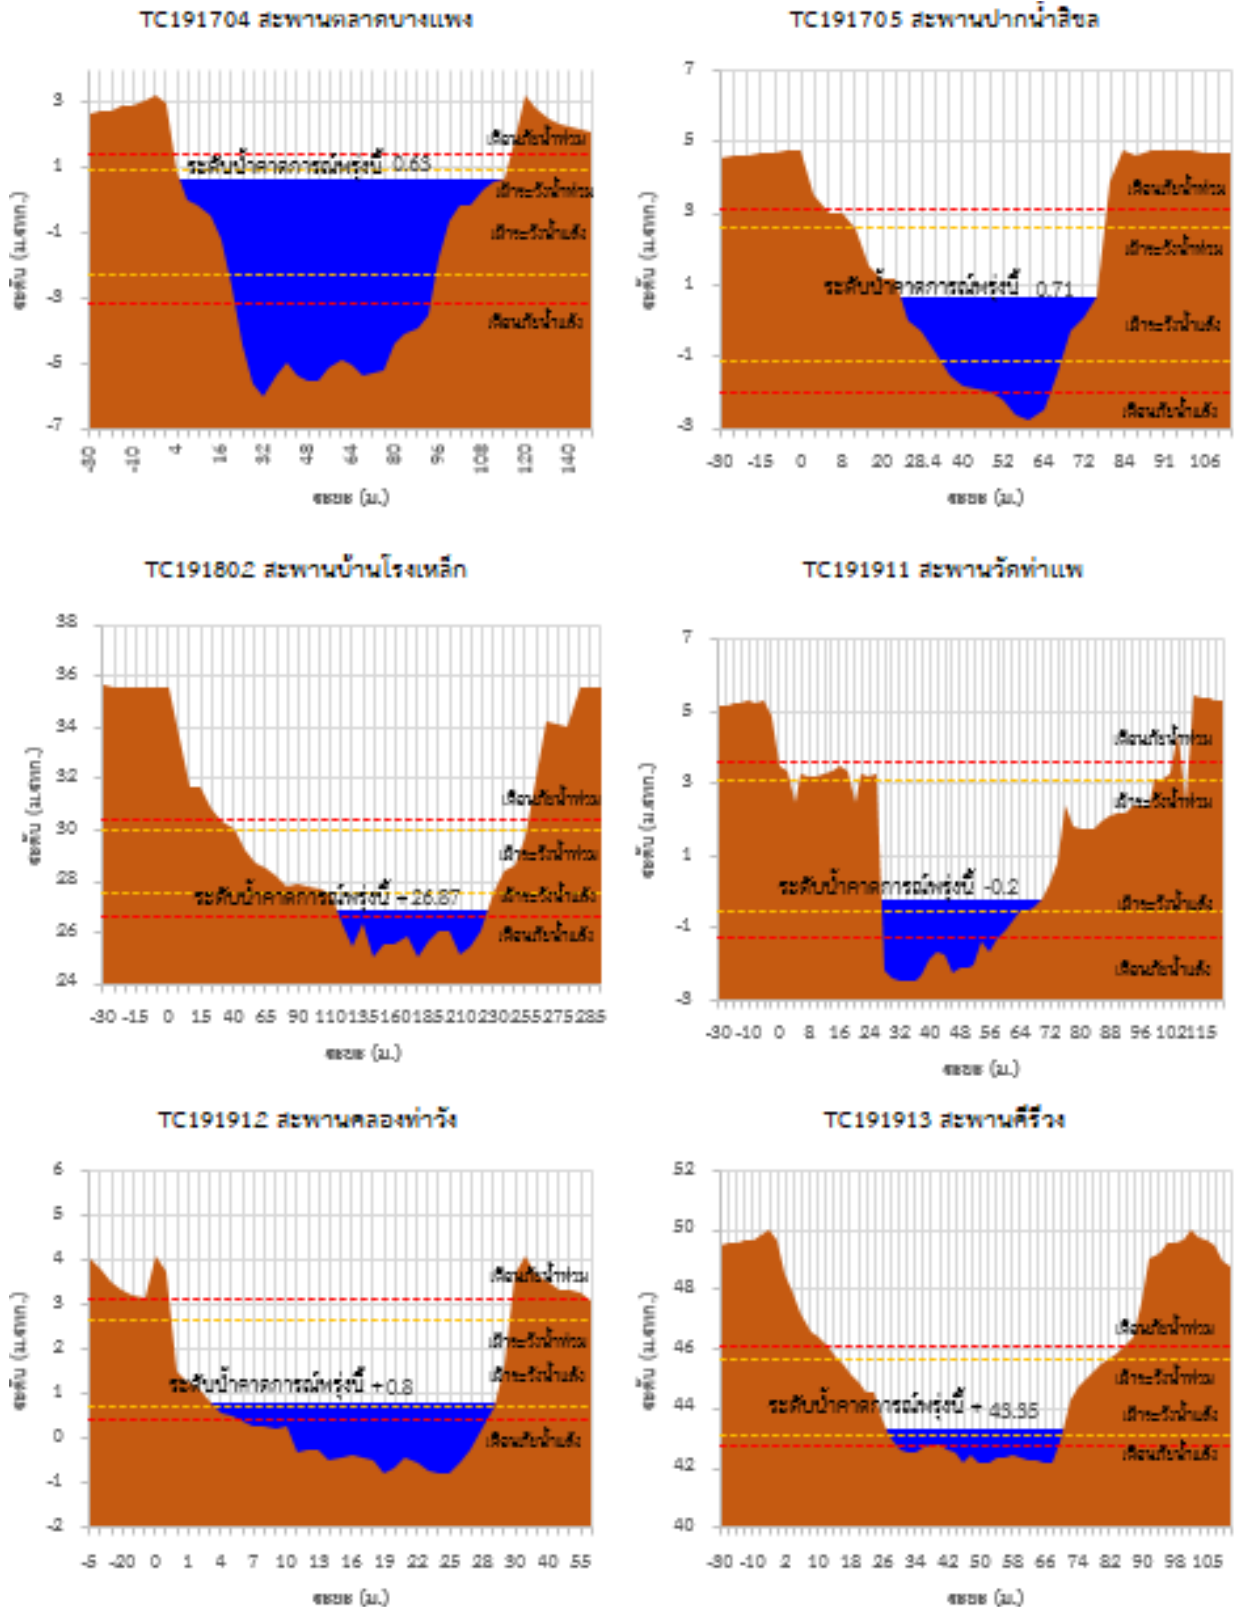 TC191704 สะพานตลาดบางแพง
ระดับ (ม.รทก.)
3
1
-1
-3
-5
-7
เตือนภัยน้ำท่วม
ระดับน้ำคาดการณ์พรุ่งนี้ 0.63
เฝ้าระวังน้ำท่วม
เฝ้าระวังน้ำแล้ง
เตือนภัยน้ำแล้ง
-30 -10 4 16 32 48 64 80 96 108 120 140
ระยะ (ม.)
TC191705 สะพานปากน้ำสิชล
ระดับ (ม.รทก.)
7
5
3
1
-1
-3
เตือนภัยน้ำท่วม
เฝ้าระวังน้ำท่วม
ระดับน้ำคาดการณ์พรุ่งนี้ 0.71
เฝ้าระวังน้ำแล้ง
เตือนภัยน้ำแล้ง
-30 -15 0 8 20 28.4 40 52 64 72 84 91 106
ระยะ (ม.)
TC191802 สะพานบ้านโรงเหล็ก
ระดับ (ม.รทก.)
38
36
34
32
30
28
26
24
เตือนภัยน้ำท่วม
เฝ้าระวังน้ำท่วม
ระดับน้ำคาดการณ์พรุ่งนี้ + 26.87
เฝ้าระวังน้ำแล้ง
เตือนภัยน้ำแล้ง
-30 -15 0 15 40 65 90 110 135 160 185 210 230 255 275 285
ระยะ (ม.)
TC191911 สะพานวัดท่าแพ
ระดับ (ม.รทก.)
7
5
3
1
-1
-3
เตือนภัยน้ำท่วม
เฝ้าระวังน้ำท่วม
ระดับน้ำคาดการณ์พรุ่งนี้ -0.2
เฝ้าระวังน้ำแล้ง
เตือนภัยน้ำแล้ง
-30 -16 0 8 16 24 32 40 48 56 64 72 80 88 96 102 115
ระยะ (ม.)
TC191912 สะพานคลองท่าวัง
ระดับ (ม.รทก.)
6
5
4
3
2
1
0
-1
-2
เตือนภัยน้ำท่วม
เฝ้าระวังน้ำท่วม
เฝ้าระวังน้ำแล้ง
ระดับน้ำคาดการณ์พรุ่งนี้ +0.8
เตือนภัยน้ำแล้ง
-5 -20 0 1 4 7 10 13 16 19 22 25 28 30 40 55
ระยะ (ม.)
TC191913 สะพานคีรีวง
ระดับ (ม.รทก.)
52
50
48
46
44
42
40
เตือนภัยน้ำท่วม
เฝ้าระวังน้ำท่วม
ระดับน้ำคาดการณ์พรุ่งนี้ + 43.35
เฝ้าระวังน้ำแล้ง
เตือนภัยน้ำแล้ง
-30 -15 2 10 18 26 34 42 50 58 66 74 82 90 98 105
ระยะ (ม.)